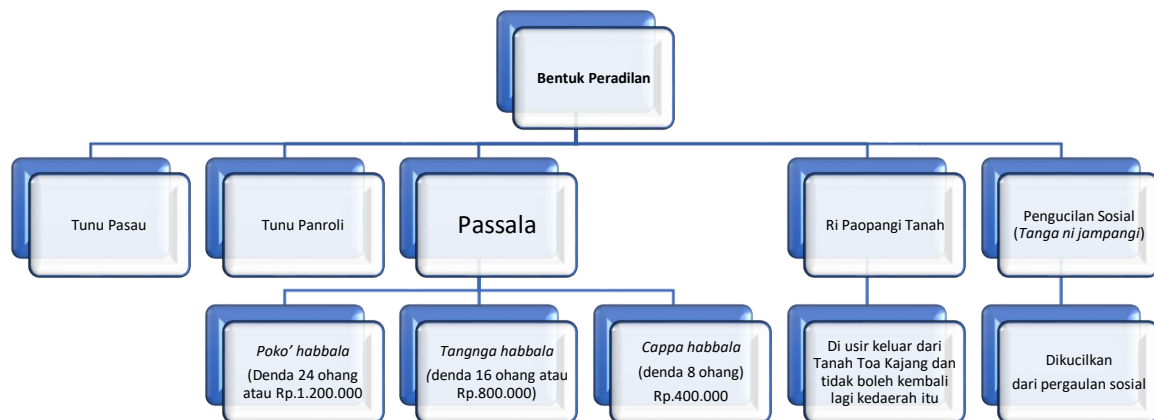 Bentuk Peradilan
Tunu Pasau
Tunu Panroli
Passala
Ri Paopangi Tanah
Pengucilan Sosial
(Tanga ni jampangi)
Poko’ habbala
(Denda 24 ohang
atau Rp.1.200.000
Tangnga habbala
(denda 16 ohang atau
Rp.800.000)
Cappa habbala
(denda 8 ohang)
Rp.400.000
Di usir keluar dari
Tanah Toa Kajang dan
tidak boleh kembali
lagi kedaerah itu
Dikucilkan
dari pergaulan sosial